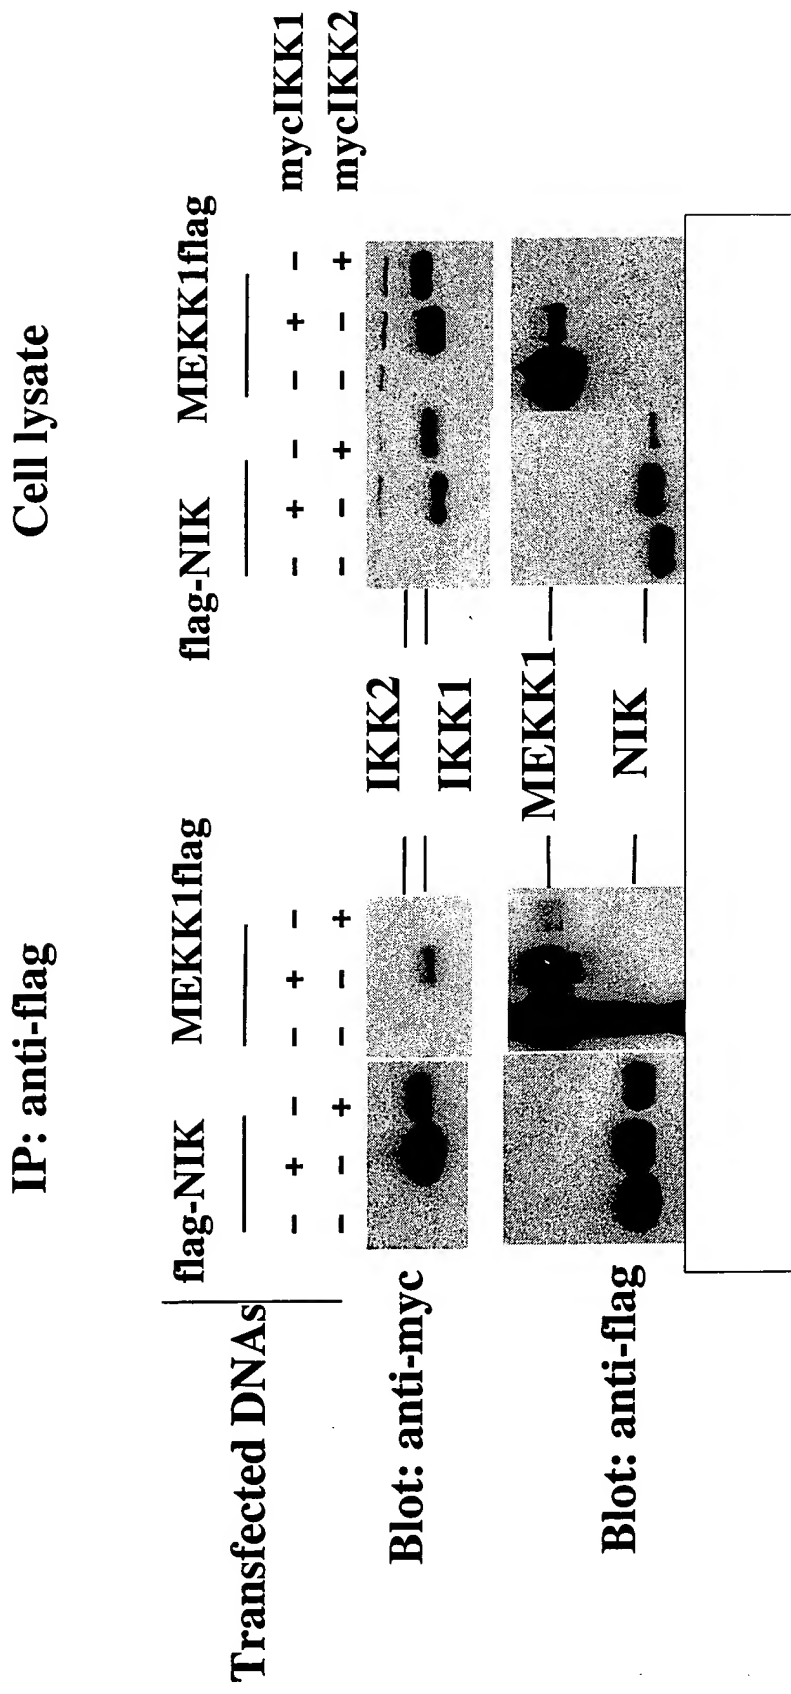 IP: anti-flag Cell lysate
flag-NIK MEKK1flag flag-NIK MEKK1flag
Transfected DNAs
– + – – + – – + – – + – mycIKK1
– – + – – + – – + – – + mycIKK2
Blot: anti-myc
IKK2
IKK1
Blot: anti-flag
MEKK1
NIK